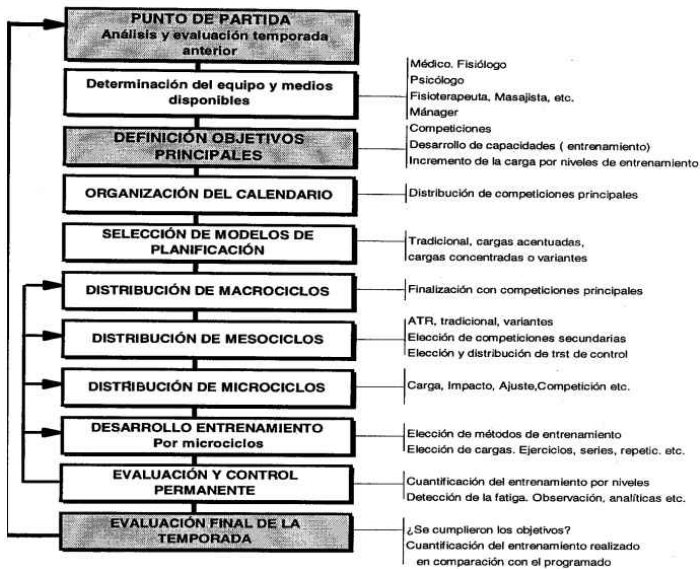 PUNTO DE PARTIDA
Análisis y evaluación temporada
anterior
Determinación del equipo y medios
disponibles
Médico. Fisiólogo
Psicólogo
Fisioterapeuta, Masajista, etc.
Mánager
DEFINICIÓN OBJETIVOS
PRINCIPALES
Competiciones
Desarrollo de capacidades ( entrenamiento)
Incremento de la carga por niveles de entrenamiento
ORGANIZACIÓN DEL CALENDARIO
Distribución de competiciones principales
SELECCIÓN DE MODELOS DE
PLANIFICACIÓN
Tradicional, cargas acentuadas,
cargas concentradas o variantes
DISTRIBUCIÓN DE MACROCICLOS
Finalización con competiciones principales
DISTRIBUCIÓN DE MESOCICLOS
ATR, tradicional, variantes
Elección de competiciones secundarias
Elección y distribución de trst de control
DISTRIBUCIÓN DE MICROCICLOS
Carga, Impacto, Ajuste,Competición etc.
DESARROLLO ENTRENAMIENTO
Por microciclos
Elección de métodos de entrenamiento
Elección de cargas. Ejercicios, series, repetic. etc.
EVALUACIÓN Y CONTROL
PERMANENTE
Cuantificación del entrenamiento por niveles
Detección de la fatiga. Observación, analíticas etc.
EVALUACIÓN FINAL DE LA
TEMPORADA
¿Se cumplieron los objetivos?
Cuantificación del entrenamiento realizado
en comparación con el programado